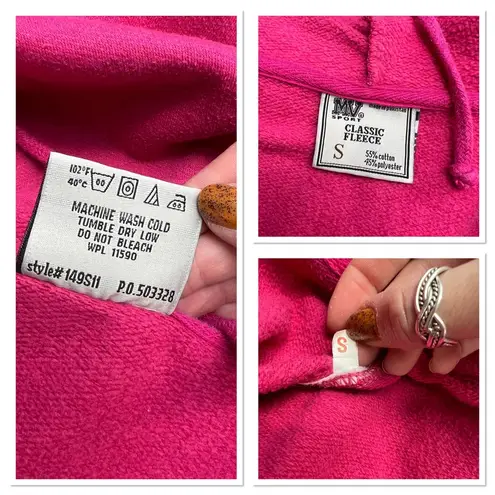 102°F
40°C
MACHINE WASH COLD
TUMBLE DRY LOW
DO NOT BLEACH
WPL 11590
style# 149S11 P.O.503328
MV®
SPORT
CLASSIC
FLEECE
S
55% cotton
45% polyester
S